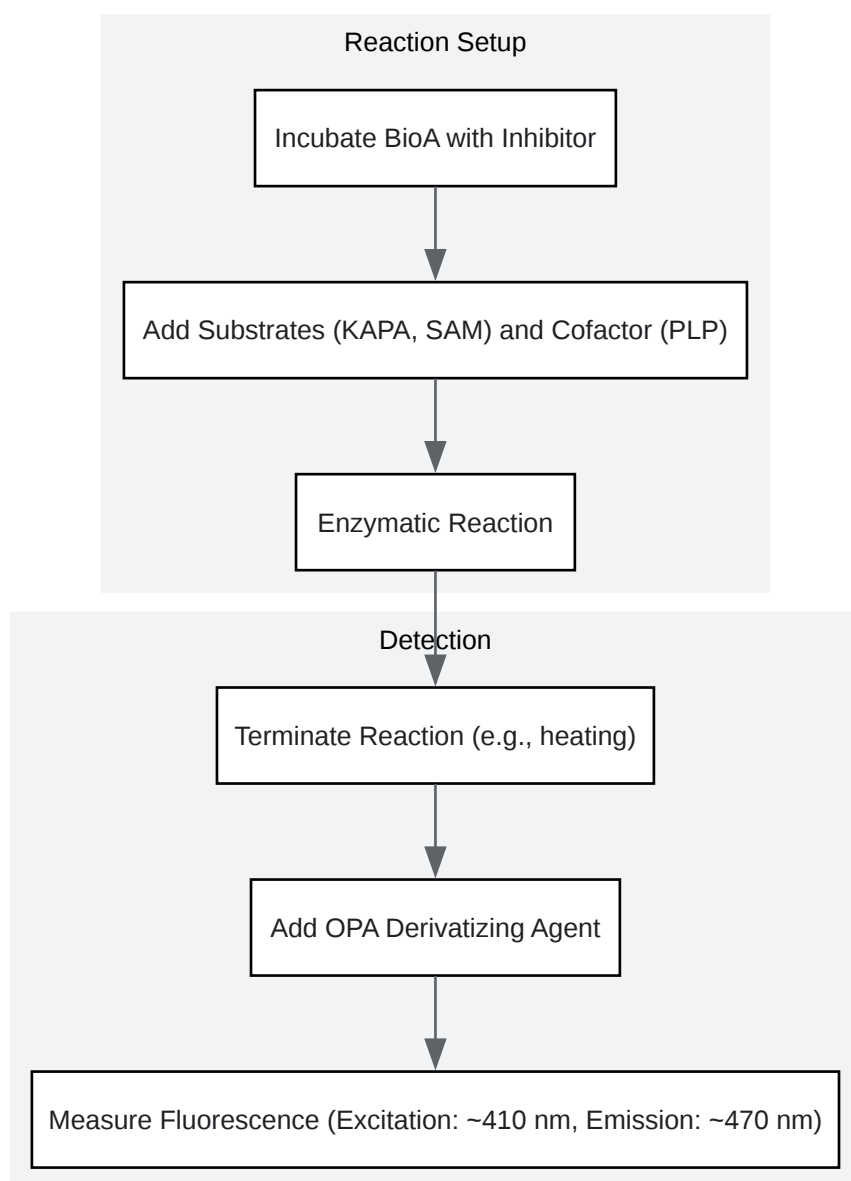 Reaction Setup
Incubate BioA with Inhibitor
Add Substrates (KAPA, SAM) and Cofactor (PLP)
Enzymatic Reaction
Detection
Terminate Reaction (e.g., heating)
Add OPA Derivatizing Agent
Measure Fluorescence (Excitation: ~410 nm, Emission: ~470 nm)